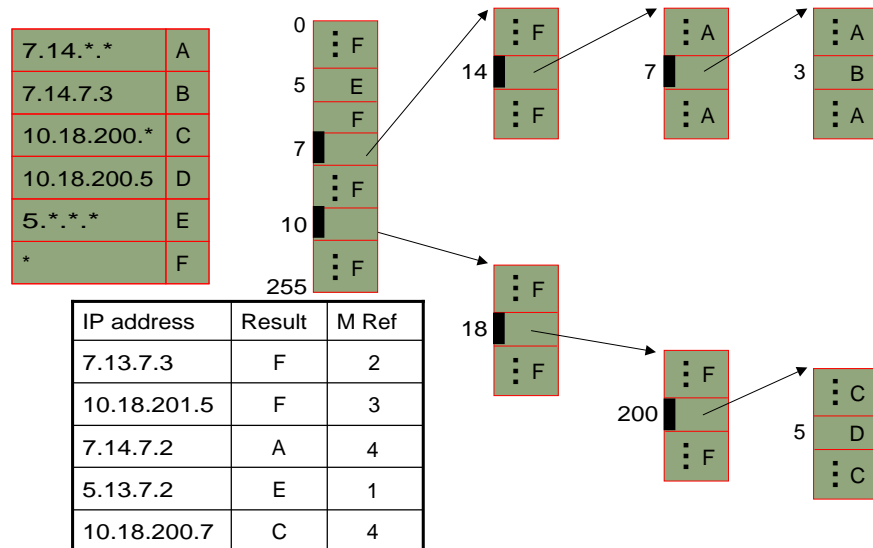 7.14.*.* A
7.14.7.3 B
10.18.200.* C
10.18.200.5 D
5.*.*.* E
* F
0 F
5 E
F
7
F
10
F
255
14 F
F
7 A
A
3 A
B
A
18 F
F
200 F
F
5 C
D
C
IP address Result M Ref
7.13.7.3 F 2
10.18.201.5 F 3
7.14.7.2 A 4
5.13.7.2 E 1
10.18.200.7 C 4